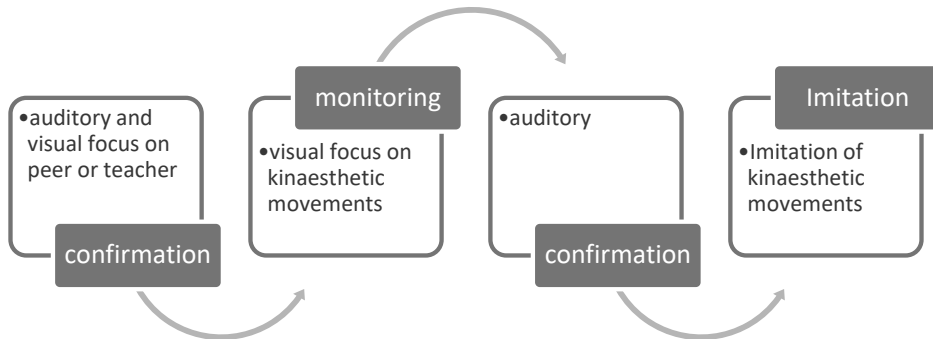 •auditory and
visual focus on
peer or teacher
confirmation
monitoring
•visual focus on
kinaesthetic
movements
•auditory
confirmation
Imitation
•Imitation of
kinaesthetic
movements